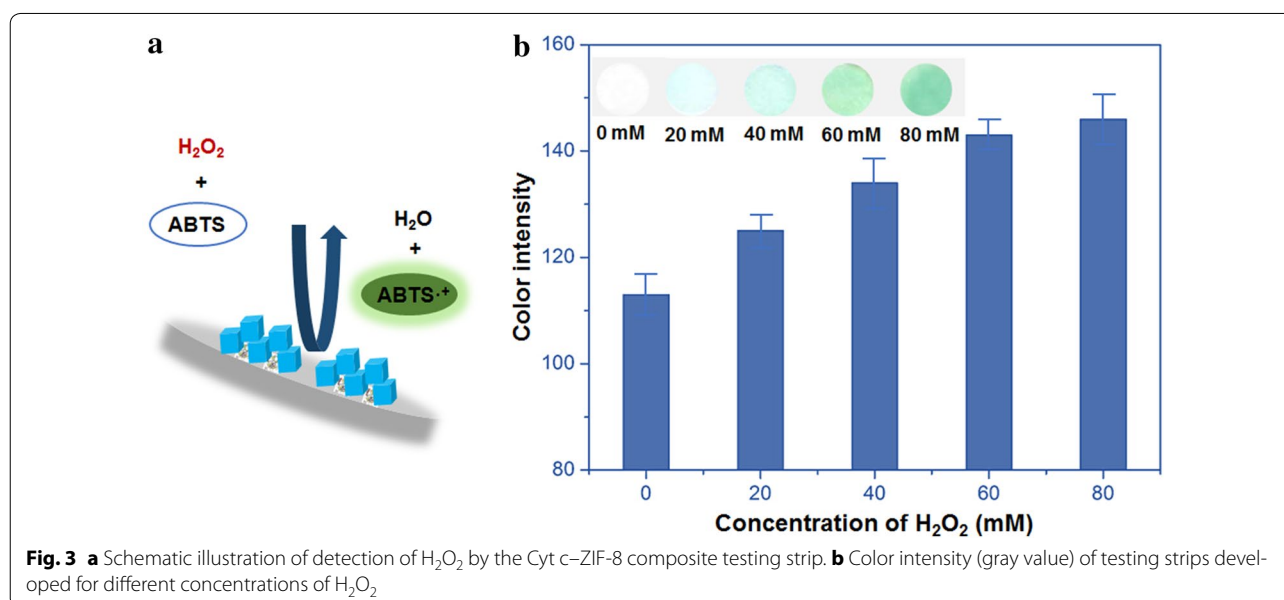 a
H₂O₂
+
ABTS
H₂O
+
ABTS·⁺
b
160
140
120
100
80
Color intensity
0 mM 20 mM 40 mM 60 mM 80 mM
0 20 40 60 80
Concentration of H₂O₂ (mM)
Fig. 3 a Schematic illustration of detection of H₂O₂ by the Cyt c–ZIF-8 composite testing strip. b Color intensity (gray value) of testing strips devel-
oped for different concentrations of H₂O₂